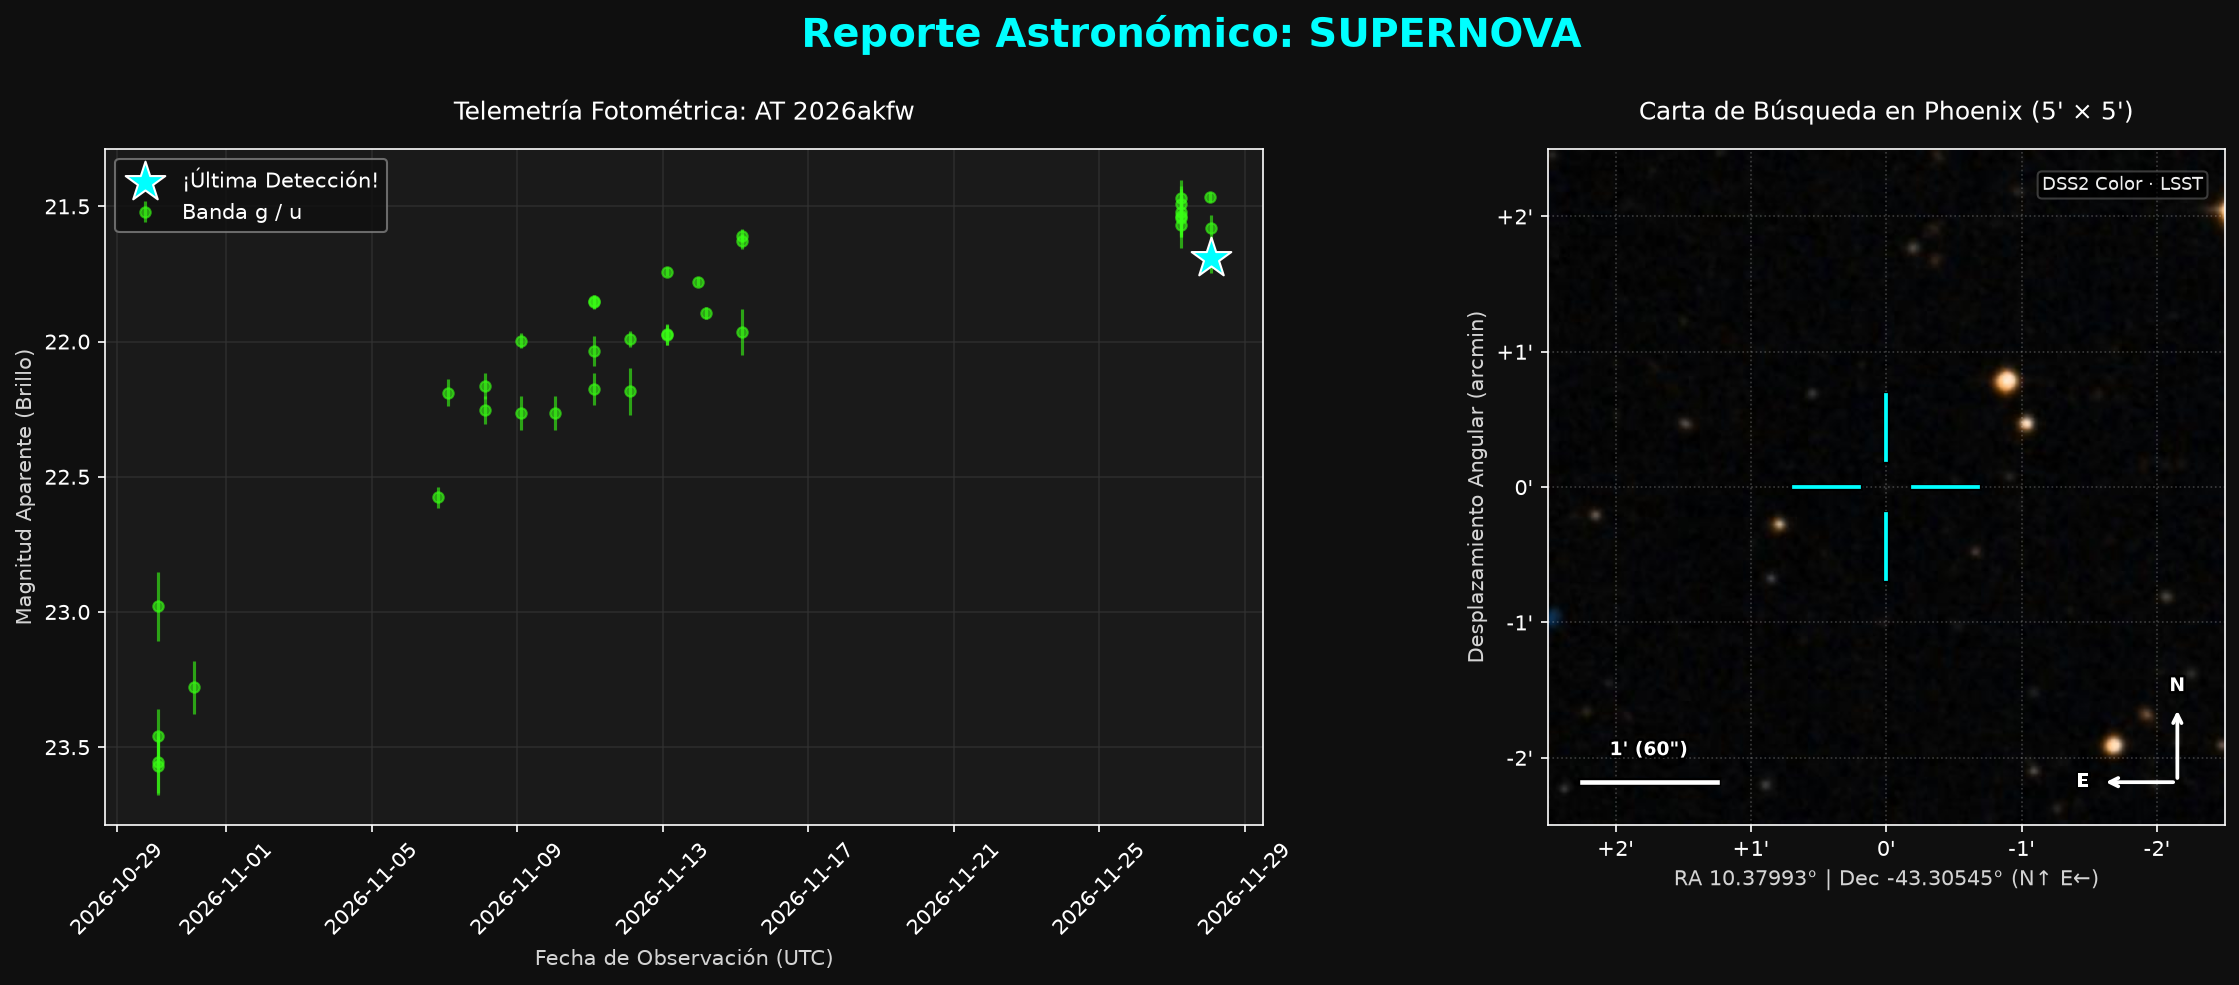 Reporte Astronómico: SUPERNOVA
Telemetría Fotométrica: AT 2026akfw
¡Última Detección!
Banda g / u
Magnitud Aparente (Brillo)
21.5
22.0
22.5
23.0
23.5
2026-10-29
2026-11-01
2026-11-05
2026-11-09
2026-11-13
2026-11-17
2026-11-21
2026-11-25
2026-11-29
Fecha de Observación (UTC)
Carta de Búsqueda en Phoenix (5' × 5')
DSS2 Color · LSST
Desplazamiento Angular (arcmin)
+2'
+1'
0'
-1'
-2'
N
E
1' (60")
+2'
+1'
0'
-1'
-2'
RA 10.37993° | Dec -43.30545° (N↑ E←)